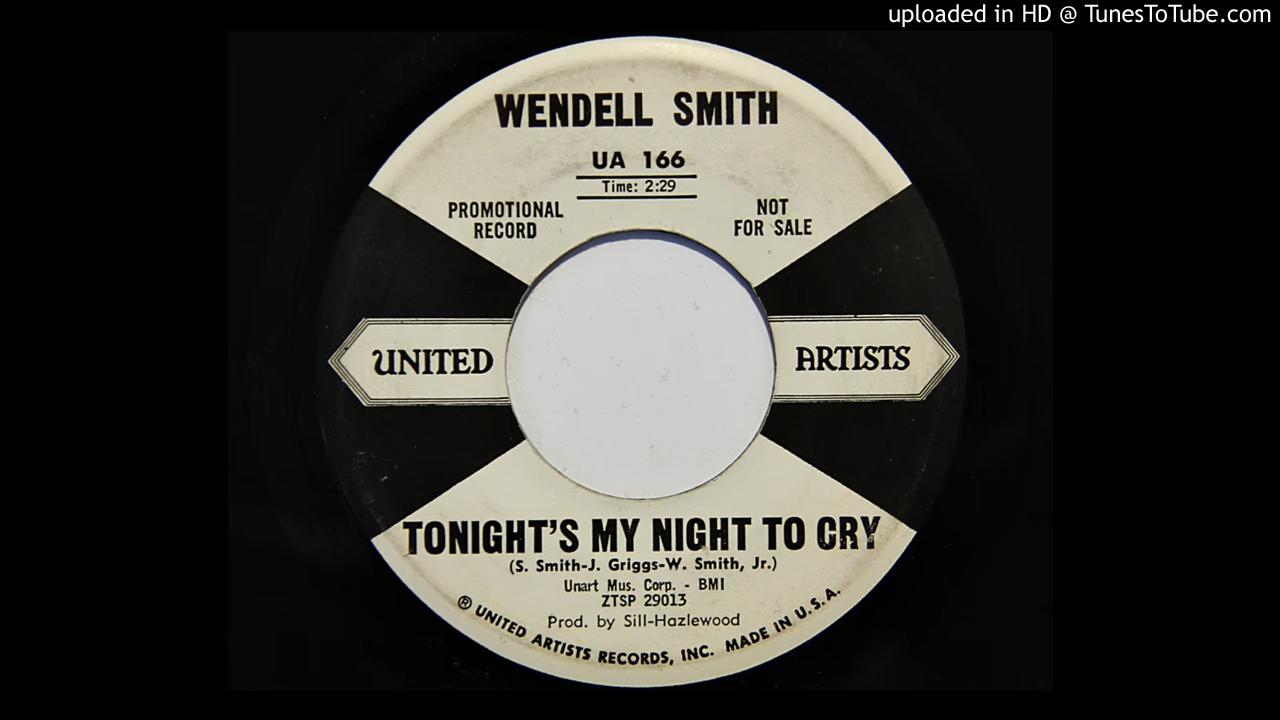 uploaded in HD @ TunesToTube.com
WENDELL SMITH
UA 166
Time: 2:29
PROMOTIONAL
RECORD
NOT
FOR SALE
UNITED
ARTISTS
TONIGHT'S MY NIGHT TO CRY
(S. Smith-J. Griggs-W. Smith, Jr.)
Unart Mus. Corp. - BMI
ZTSP 29013
Prod. by Sill-Hazlewood
® UNITED ARTISTS RECORDS, INC. MADE IN U.S.A.